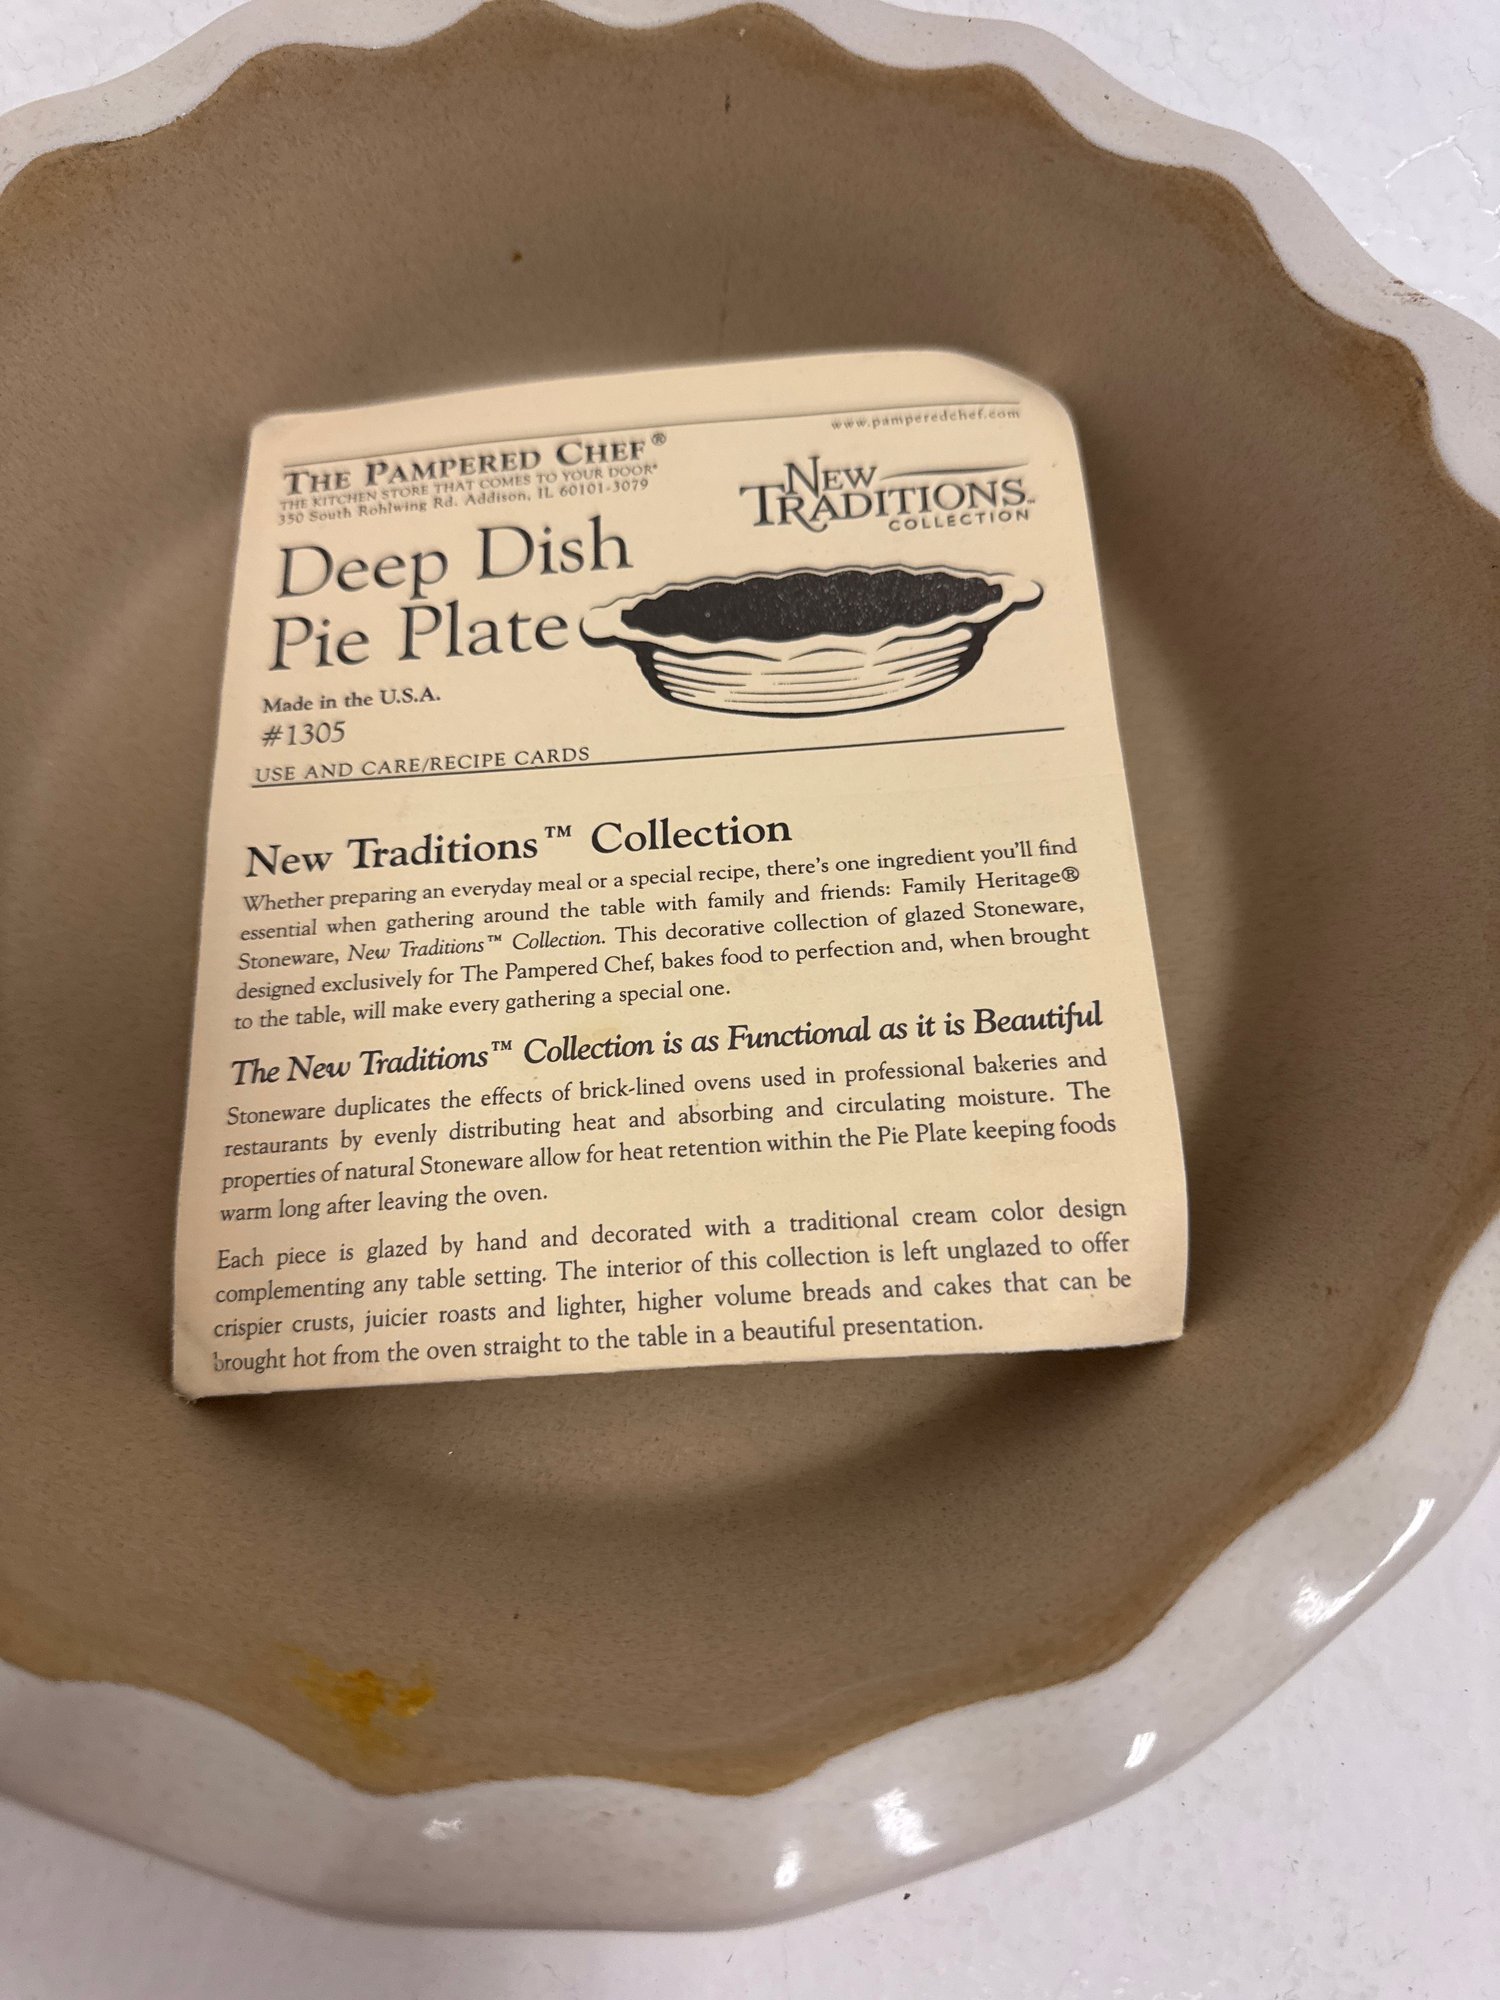 www.pamperedchef.com
THE PAMPERED CHEF®
THE KITCHEN STORE THAT COMES TO YOUR DOOR®
350 South Rohlwing Rd. Addison, IL 60101-3079
NEW
TRADITIONS™
COLLECTION
Deep Dish
Pie Plate
Made in the U.S.A.
#1305
USE AND CARE/RECIPE CARDS
New Traditions™ Collection
Whether preparing an everyday meal or a special recipe, there's one ingredient you'll find
essential when gathering around the table with family and friends: Family Heritage®
Stoneware, New Traditions™ Collection. This decorative collection of glazed Stoneware,
designed exclusively for The Pampered Chef, bakes food to perfection and, when brought
to the table, will make every gathering a special one.
The New Traditions™ Collection is as Functional as it is Beautiful
Stoneware duplicates the effects of brick-lined ovens used in professional bakeries and
restaurants by evenly distributing heat and absorbing and circulating moisture. The
properties of natural Stoneware allow for heat retention within the Pie Plate keeping foods
warm long after leaving the oven.
Each piece is glazed by hand and decorated with a traditional cream color design
complementing any table setting. The interior of this collection is left unglazed to offer
crispier crusts, juicier roasts and lighter, higher volume breads and cakes that can be
brought hot from the oven straight to the table in a beautiful presentation.